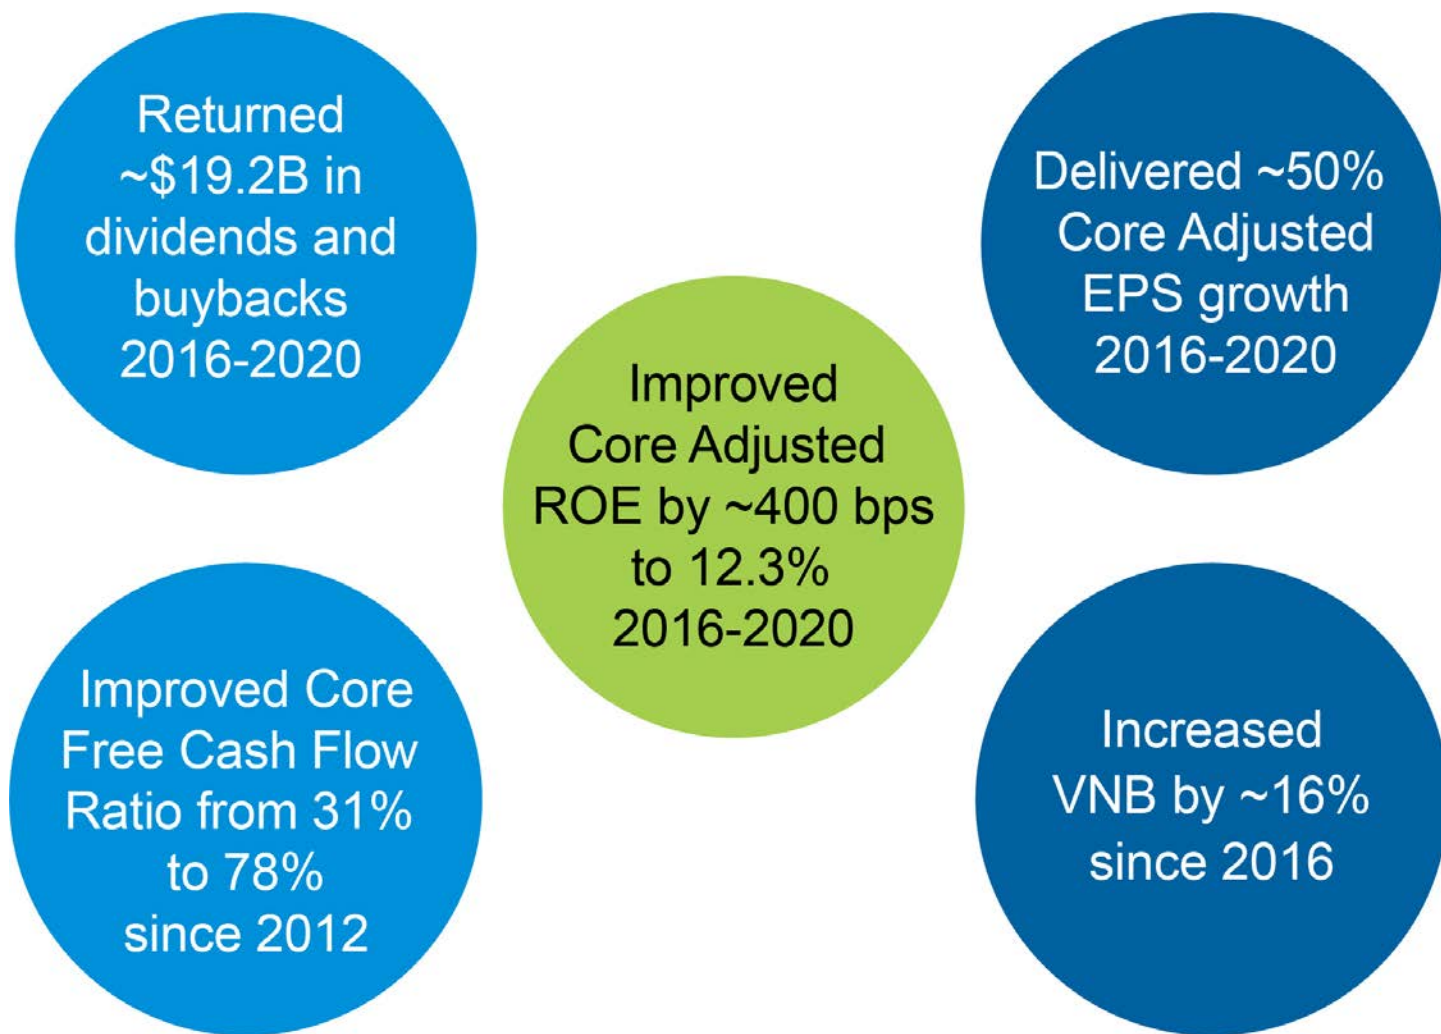 Returned
~$19.2B in
dividends and
buybacks
2016-2020
Delivered ~50%
Core Adjusted
EPS growth
2016-2020
Improved
Core Adjusted
ROE by ~400 bps
to 12.3%
2016-2020
Improved Core
Free Cash Flow
Ratio from 31%
to 78%
since 2012
Increased
VNB by ~16%
since 2016